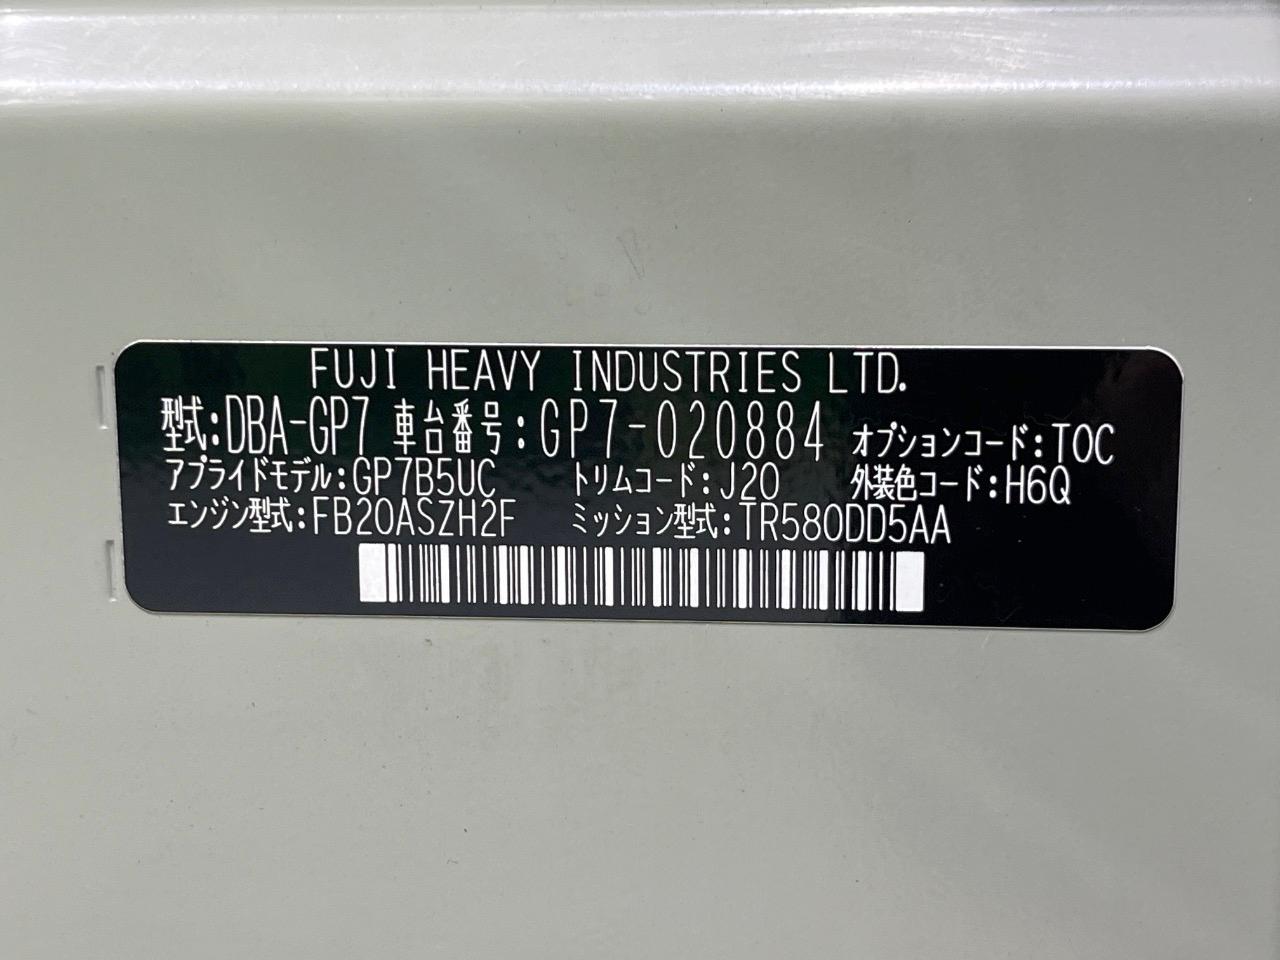 FUJI HEAVY INDUSTRIES LTD.
型式:DBA-GP7 車台番号:GP7-020884 オプションコード:TOC
アプライドモデル:GP7B5UC トリムコード:J20 外装色コード:H6Q
エンジン型式:FB20ASZH2F ミッション型式:TR580DD5AA